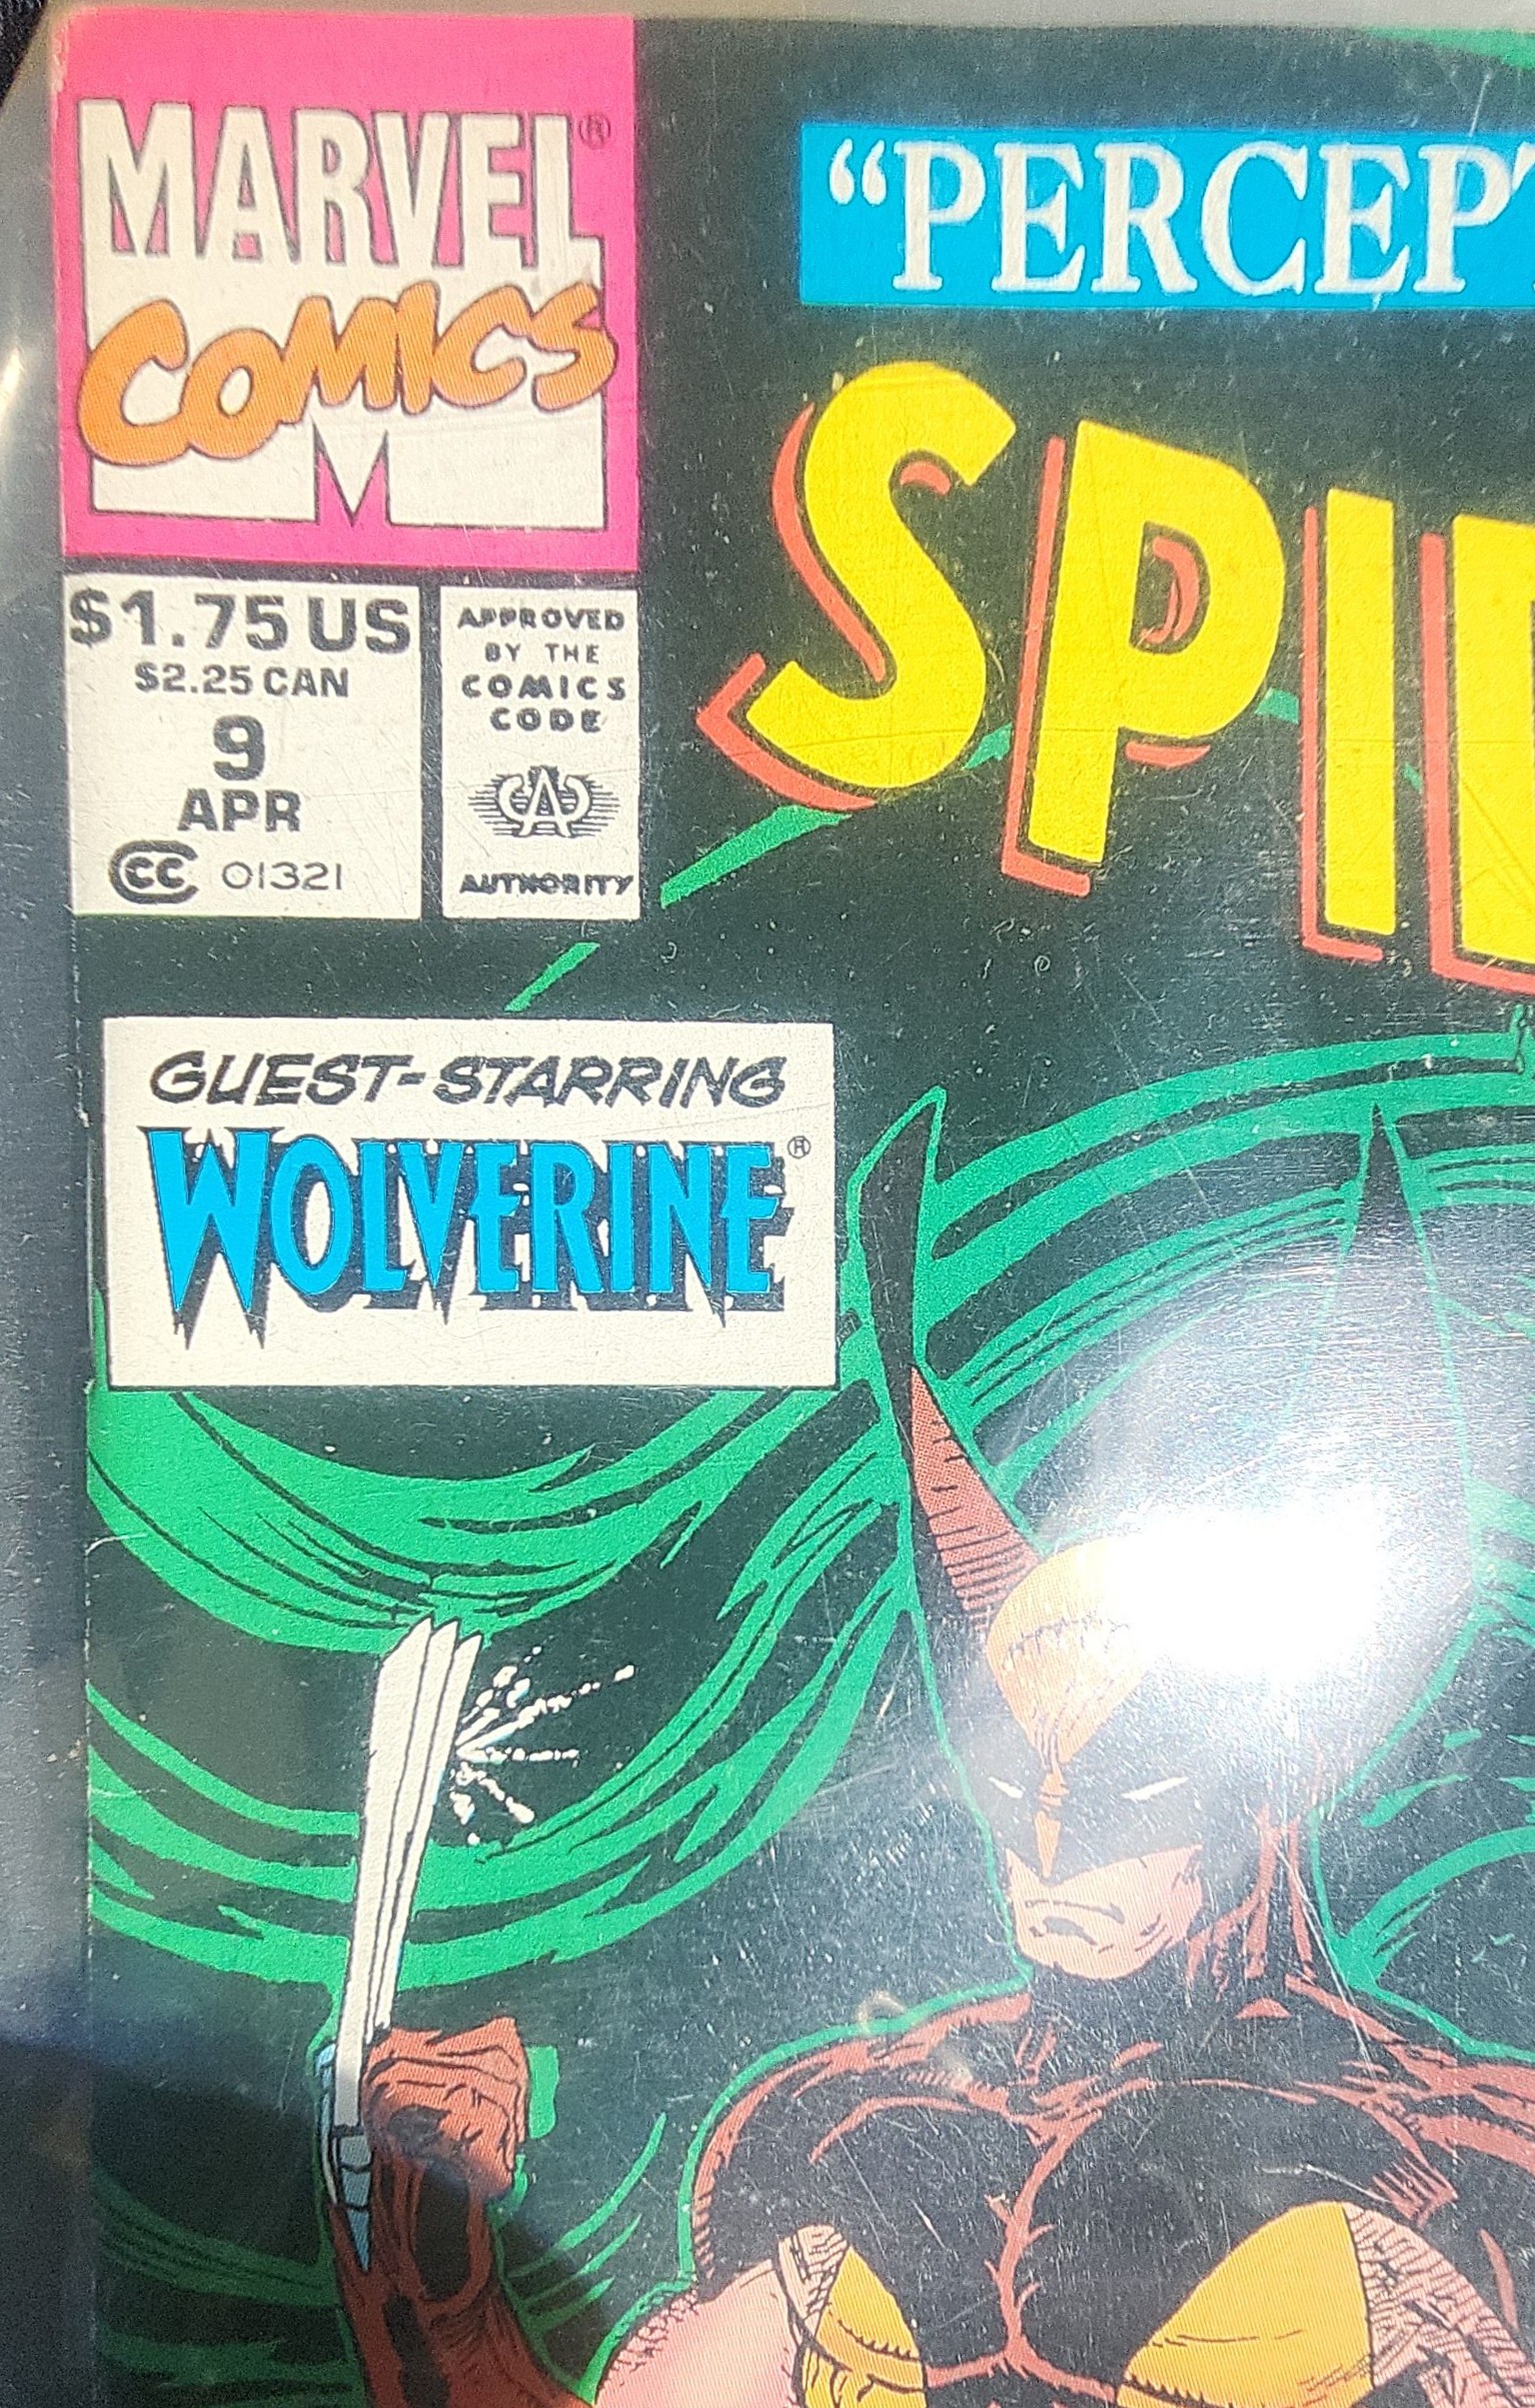 MARVEL®
COMICS
M
"PERCEPT
SPI
$1.75 US
$2.25 CAN
9
APR
CC 01321
APPROVED
BY THE
COMICS
CODE
CA
AUTHORITY
GUEST-STARRING
WOLVERINE®